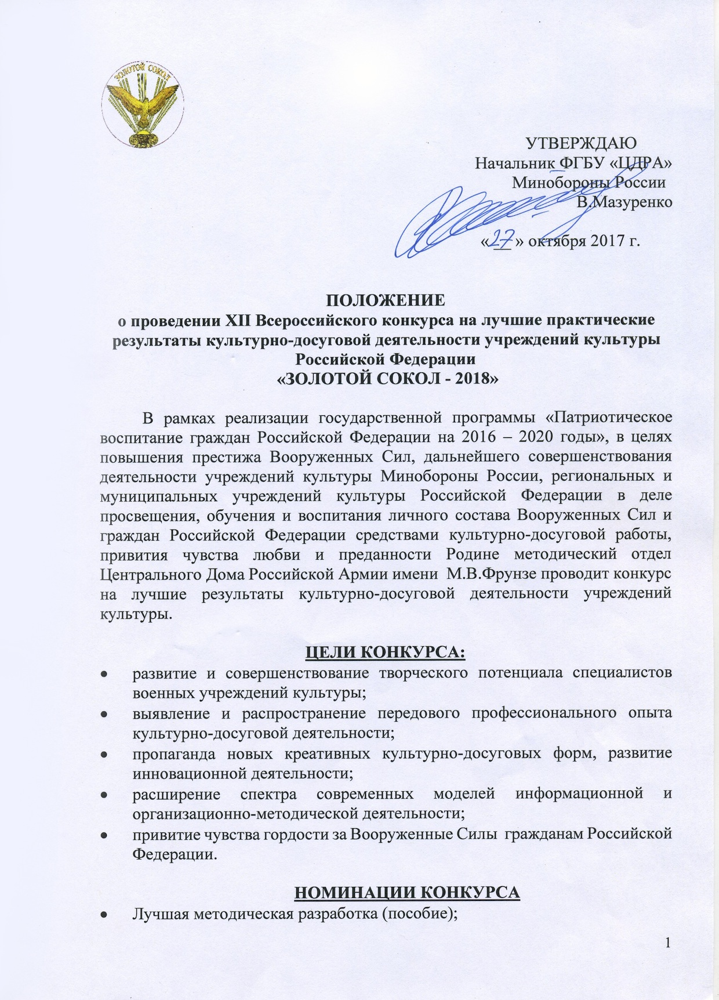 ЗОЛОТОЙ СОКОЛ
УТВЕРЖДАЮ
Начальник ФГБУ «ЦДРА»
Минобороны России
В.Мазуренко
«27» октября 2017 г.
ПОЛОЖЕНИЕ
о проведении XII Всероссийского конкурса на лучшие практические
результаты культурно-досуговой деятельности учреждений культуры
Российской Федерации
«ЗОЛОТОЙ СОКОЛ - 2018»
В рамках реализации государственной программы «Патриотическое
воспитание граждан Российской Федерации на 2016 – 2020 годы», в целях
повышения престижа Вооруженных Сил, дальнейшего совершенствования
деятельности учреждений культуры Минобороны России, региональных и
муниципальных учреждений культуры Российской Федерации в деле
просвещения, обучения и воспитания личного состава Вооруженных Сил и
граждан Российской Федерации средствами культурно-досуговой работы,
привития чувства любви и преданности Родине методический отдел
Центрального Дома Российской Армии имени М.В.Фрунзе проводит конкурс
на лучшие результаты культурно-досуговой деятельности учреждений
культуры.
ЦЕЛИ КОНКУРСА:
• развитие и совершенствование творческого потенциала специалистов
военных учреждений культуры;
• выявление и распространение передового профессионального опыта
культурно-досуговой деятельности;
• пропаганда новых креативных культурно-досуговых форм, развитие
инновационной деятельности;
• расширение спектра современных моделей информационной и
организационно-методической деятельности;
• привитие чувства гордости за Вооруженные Силы гражданам Российской
Федерации.
НОМИНАЦИИ КОНКУРСА
• Лучшая методическая разработка (пособие);
1